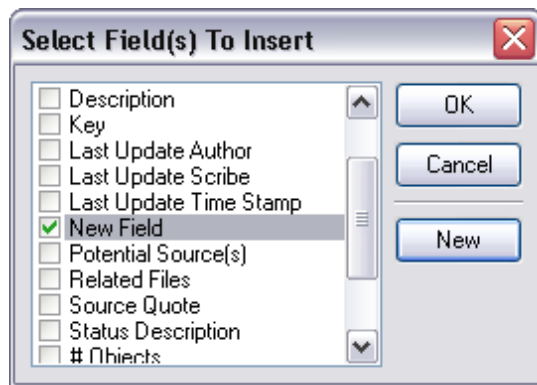 Select Field(s) To Insert
Description
Key
Last Update Author
Last Update Scribe
Last Update Time Stamp
New Field
Potential Source(s)
Related Files
Source Quote
Status Description
# Objects
OK
Cancel
New